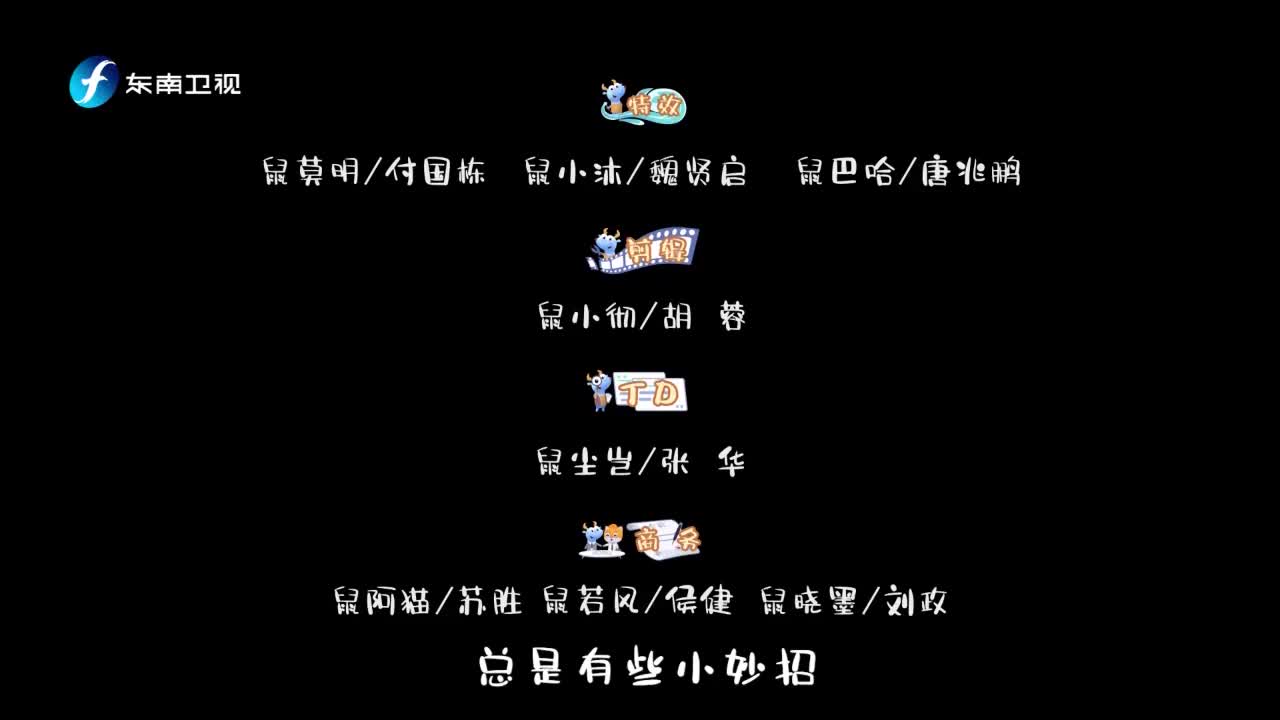 东南卫视
特效
鼠莫明/付国栋 鼠小沐/魏贤启 鼠巴哈/唐兆鹏
剪辑
鼠小彻/胡 蓉
TD
鼠尘岂/张 华
商务
鼠阿猫/苏胜 鼠若风/侯健 鼠晓墨/刘政
总是有些小妙招